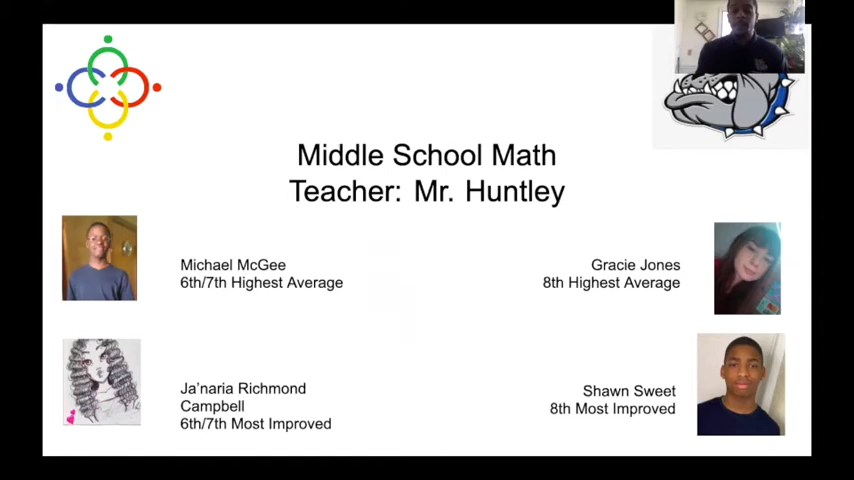 Middle School Math
Teacher: Mr. Huntley
Michael McGee
6th/7th Highest Average
Gracie Jones
8th Highest Average
Ja'naria Richmond
Campbell
6th/7th Most Improved
Shawn Sweet
8th Most Improved